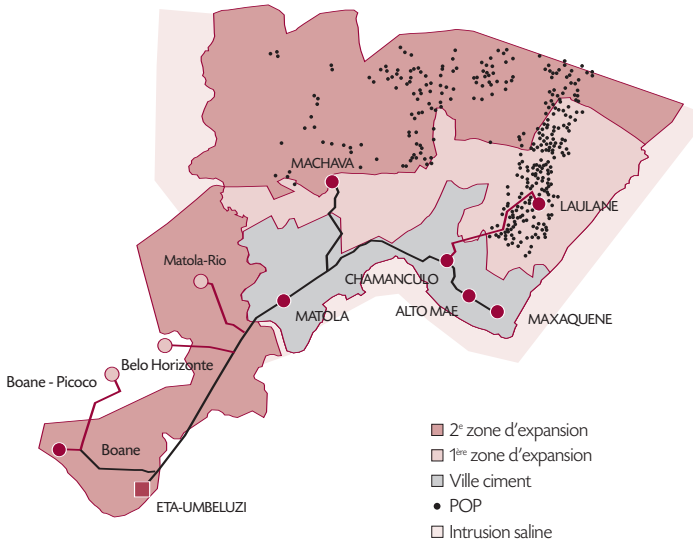 MACHAVA
LAULANE
Matola-Rio
CHAMANCULO
MATOLA
ALTO MAE
MAXAQUENE
Belo Horizonte
Boane - Picoco
Boane
ETA-UMBELUZI
2e zone d'expansion
1ère zone d'expansion
Ville ciment
POP
Intrusion saline